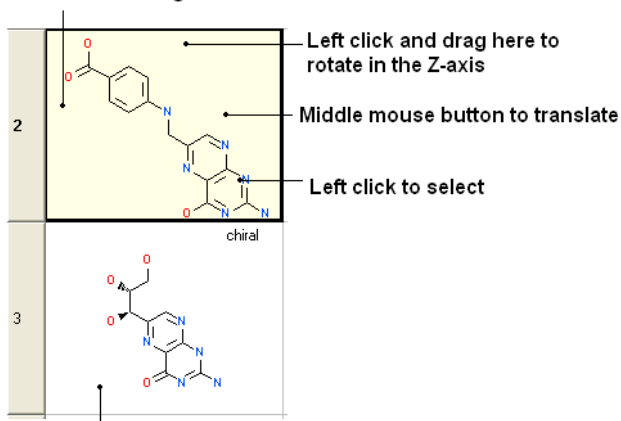 Left click and drag here to
rotate in the Z-axis
Middle mouse button to translate
Left click to select
2
O
O
N
N
N
N
O
N
N
chiral
3
O
O
O
N
N
N
O
N
N